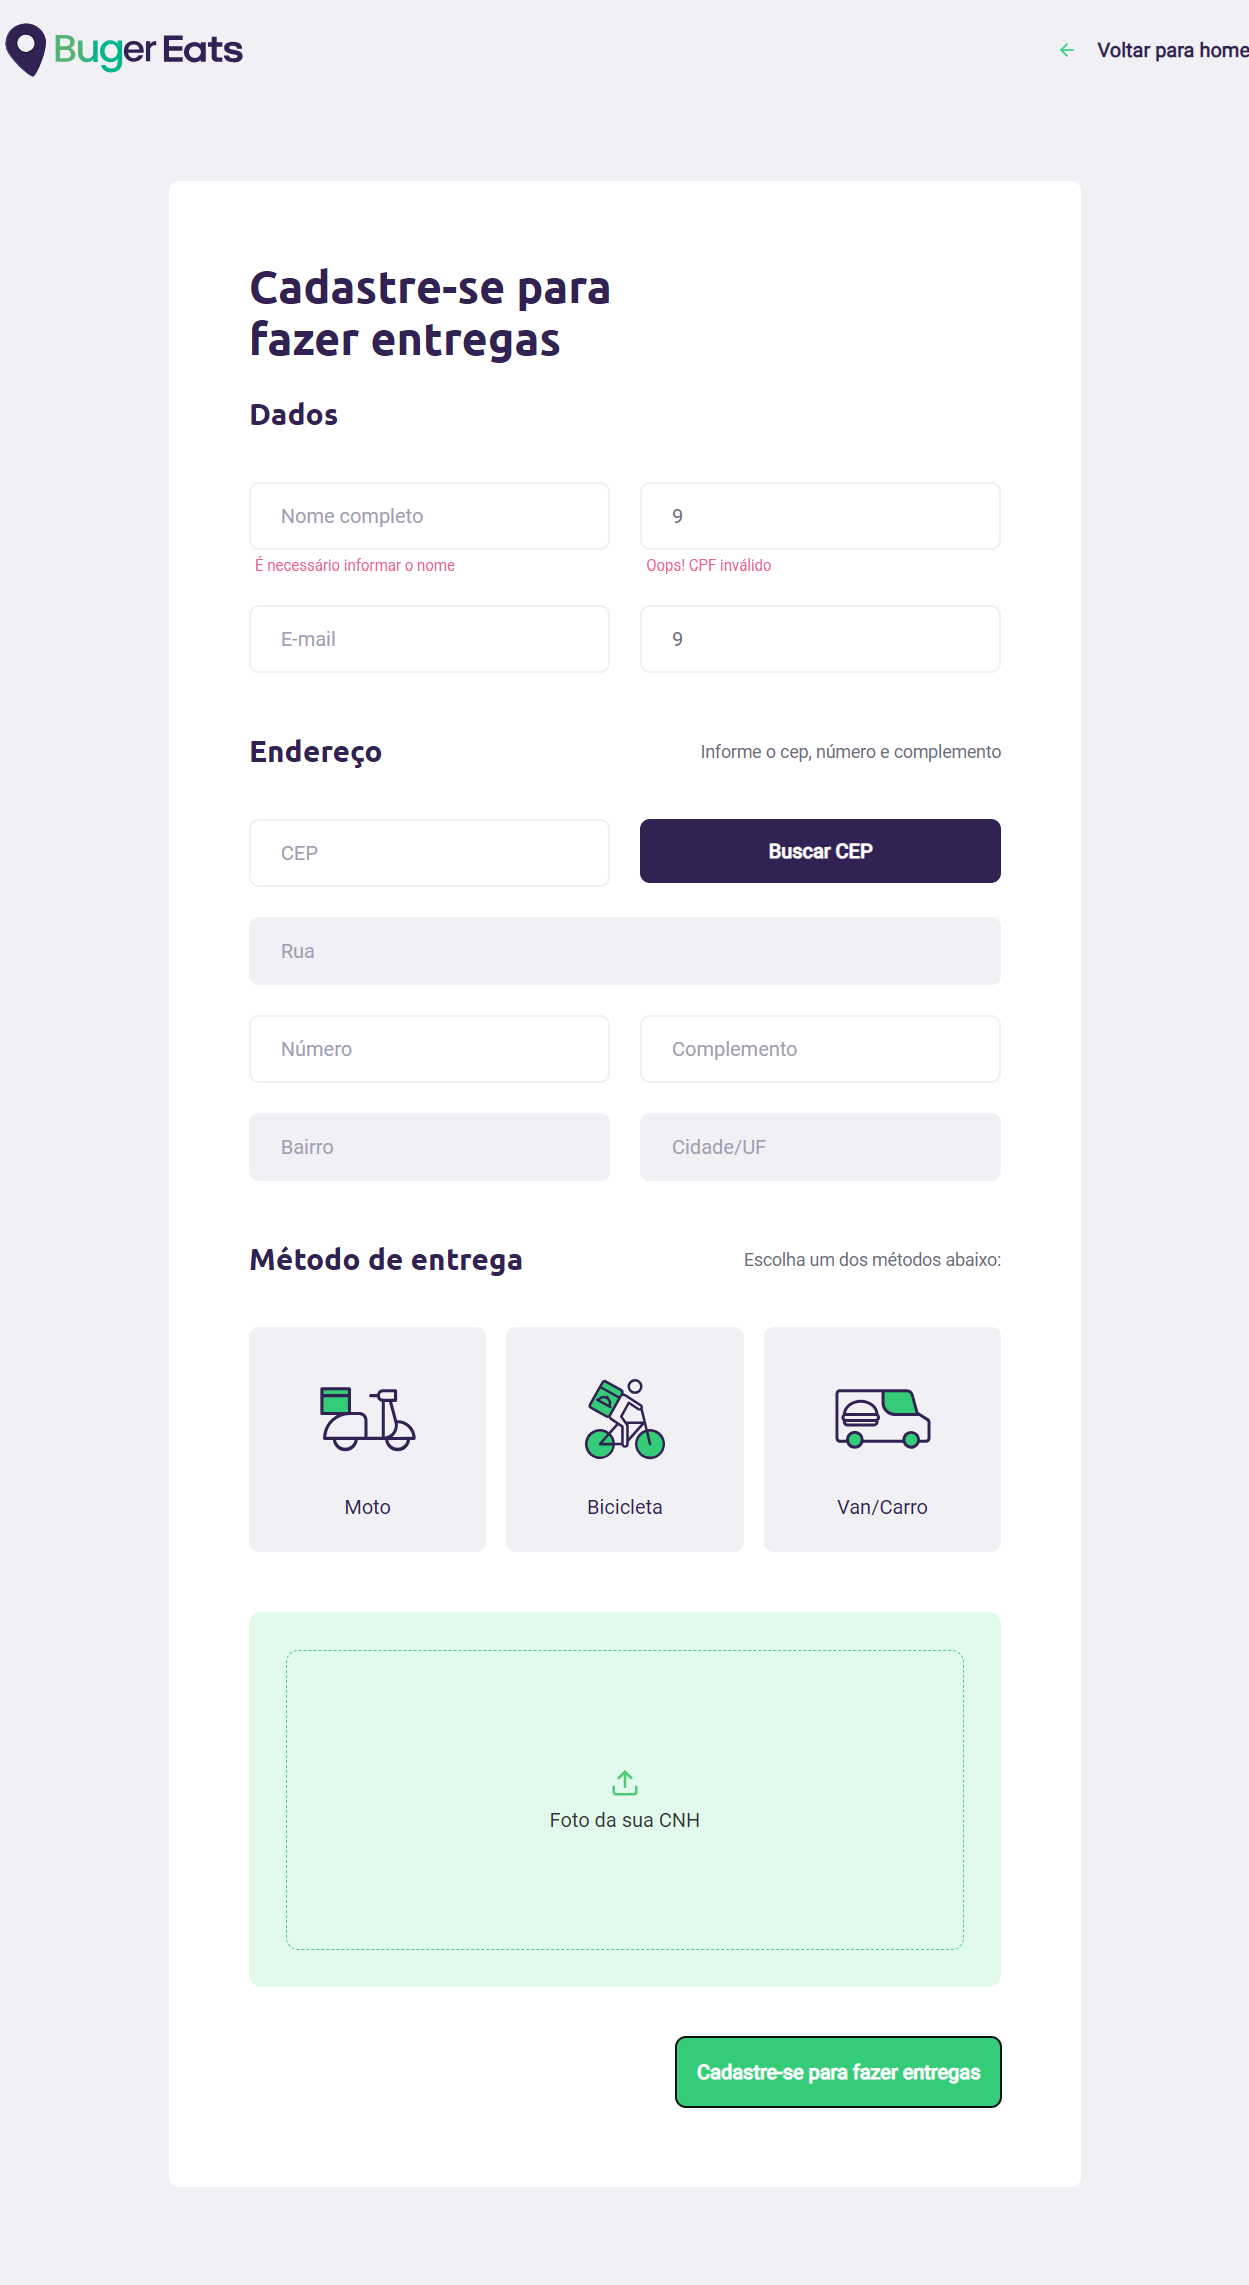 Buger Eats
Voltar para home
Cadastre-se para
fazer entregas
Dados
Nome completo
9
É necessário informar o nome
Oops! CPF inválido
E-mail
9
Endereço
Informe o cep, número e complemento
CEP
Buscar CEP
Rua
Número
Complemento
Bairro
Cidade/UF
Método de entrega
Escolha um dos métodos abaixo:
Moto
Bicicleta
Van/Carro
Foto da sua CNH
Cadastre-se para fazer entregas